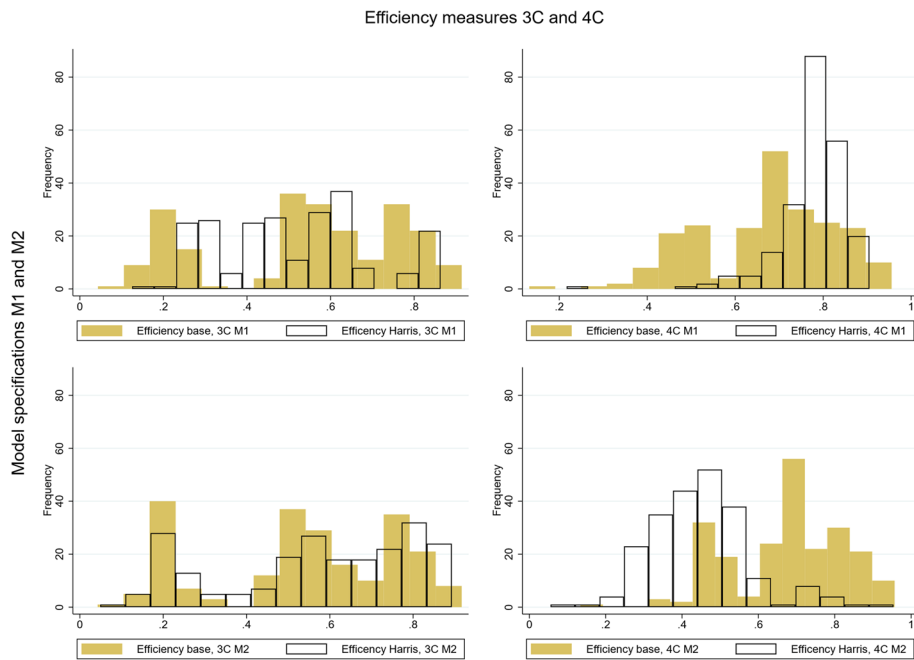 Efficiency measures 3C and 4C
Model specifications M1 and M2
Frequency
80
60
40
20
0
0 .2 .4 .6 .8
Efficiency base, 3C M1 Efficency Harris, 3C M1
Frequency
80
60
40
20
0
.2 .4 .6 .8 1
Efficiency base, 4C M1 Efficency Harris, 4C M1
Frequency
80
60
40
20
0
0 .2 .4 .6 .8
Efficiency base, 3C M2 Efficency Harris, 3C M2
Frequency
80
60
40
20
0
0 .2 .4 .6 .8 1
Efficiency base, 4C M2 Efficency Harris, 4C M2